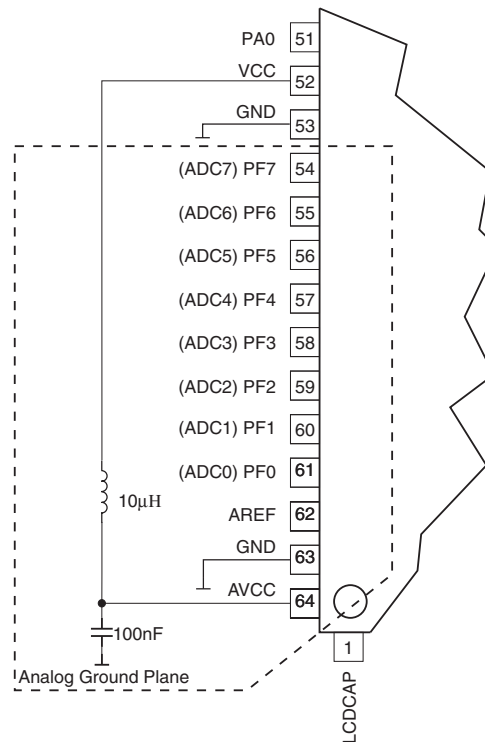 PA0 51
VCC 52
GND 53
(ADC7) PF7 54
(ADC6) PF6 55
(ADC5) PF5 56
(ADC4) PF4 57
(ADC3) PF3 58
(ADC2) PF2 59
(ADC1) PF1 60
(ADC0) PF0 61
10μH
AREF 62
GND 63
AVCC 64
100nF
1
Analog Ground Plane
LCDCAP